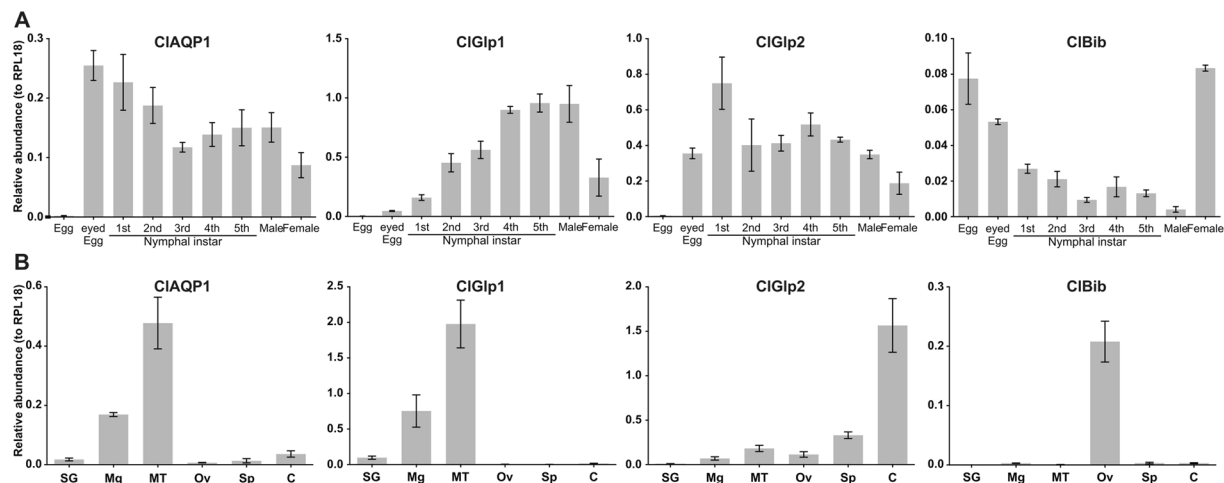 A
ClAQP1
ClGlp1
ClGlp2
ClBib
Relative abundance (to RPL18)
0.3
0.2
0.1
0.0
Egg eyed 1st 2nd 3rd 4th 5th Male Female
Egg Nymphal instar
1.5
1.0
0.5
0.0
Egg eyed 1st 2nd 3rd 4th 5th Male Female
Egg Nymphal instar
1.0
0.8
0.6
0.4
0.2
0.0
Egg eyed 1st 2nd 3rd 4th 5th Male Female
Egg Nymphal instar
0.10
0.08
0.06
0.04
0.02
0.00
Egg eyed 1st 2nd 3rd 4th 5th Male Female
Egg Nymphal instar
B
ClAQP1
ClGlp1
ClGlp2
ClBib
Relative abundance (to RPL18)
0.6
0.4
0.2
0.0
SG Mg MT Ov Sp C
2.5
2.0
1.5
1.0
0.5
0.0
SG Mg MT Ov Sp C
2.0
1.5
1.0
0.5
0.0
SG Mg MT Ov Sp C
0.3
0.2
0.1
0.0
SG Mg MT Ov Sp C